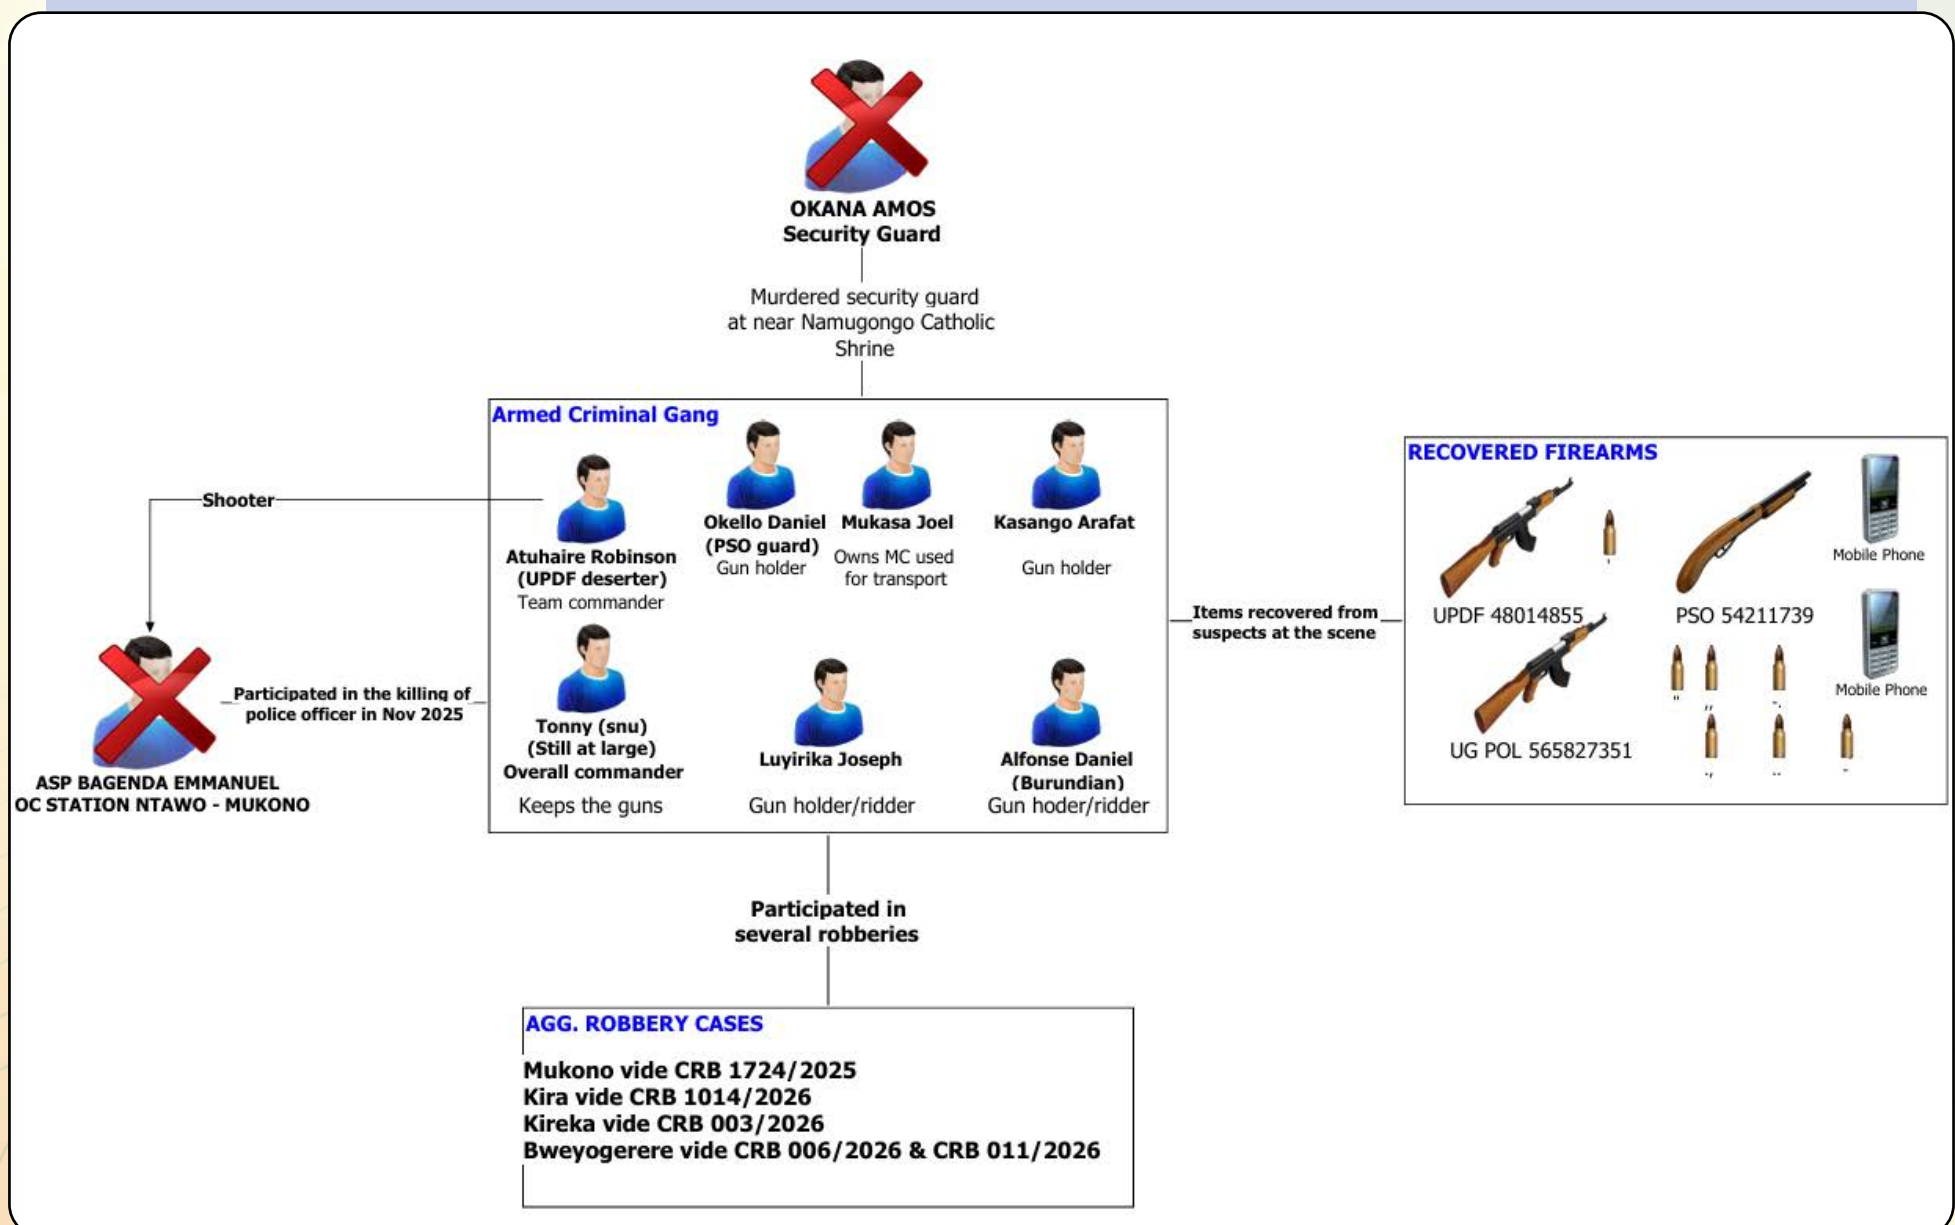 OKANA AMOS
Security Guard
Murdered security guard
at near Namugongo Catholic
Shrine
Armed Criminal Gang
Shooter
Atuhaire Robinson
(UPDF deserter)
Team commander
Okello Daniel
(PSO guard)
Gun holder
Mukasa Joel
Owns MC used
for transport
Kasango Arafat
Gun holder
Tonny (snu)
(Still at large)
Overall commander
Keeps the guns
Luyirika Joseph
Gun holder/ridder
Alfonse Daniel
(Burundian)
Gun hoder/ridder
Participated in the killing of
police officer in Nov 2025
ASP BAGENDA EMMANUEL
OC STATION NTAWO - MUKONO
Items recovered from
suspects at the scene
RECOVERED FIREARMS
UPDF 48014855
PSO 54211739
Mobile Phone
UG POL 565827351
Mobile Phone
Participated in
several robberies
AGG. ROBBERY CASES
Mukono vide CRB 1724/2025
Kira vide CRB 1014/2026
Kireka vide CRB 003/2026
Bweyogerere vide CRB 006/2026 & CRB 011/2026